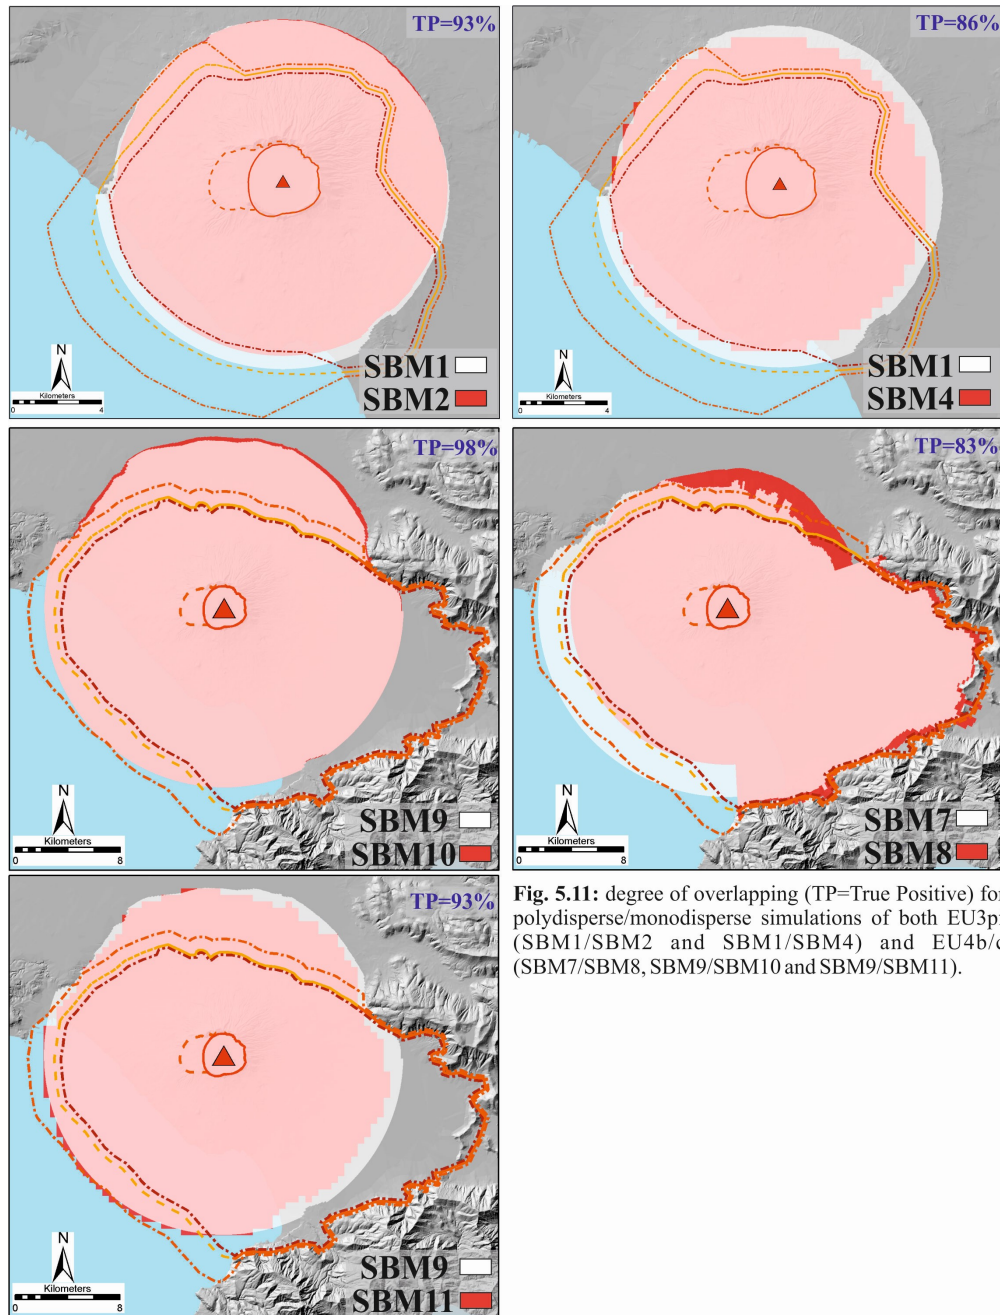 TP=93%
N
Kilometers
0 4
SBM1
SBM2
TP=86%
N
Kilometers
0 4
SBM1
SBM4
TP=98%
N
Kilometers
0 8
SBM9
SBM10
TP=83%
N
Kilometers
0 8
SBM7
SBM8
TP=93%
N
Kilometers
0 8
SBM9
SBM11
Fig. 5.11: degree of overlapping (TP=True Positive) for
polydisperse/monodisperse simulations of both
(SBM1/SBM2 and SBM1/SBM4) and
(SBM7/SBM8, SBM9/SBM10 and SBM9/SBM11).